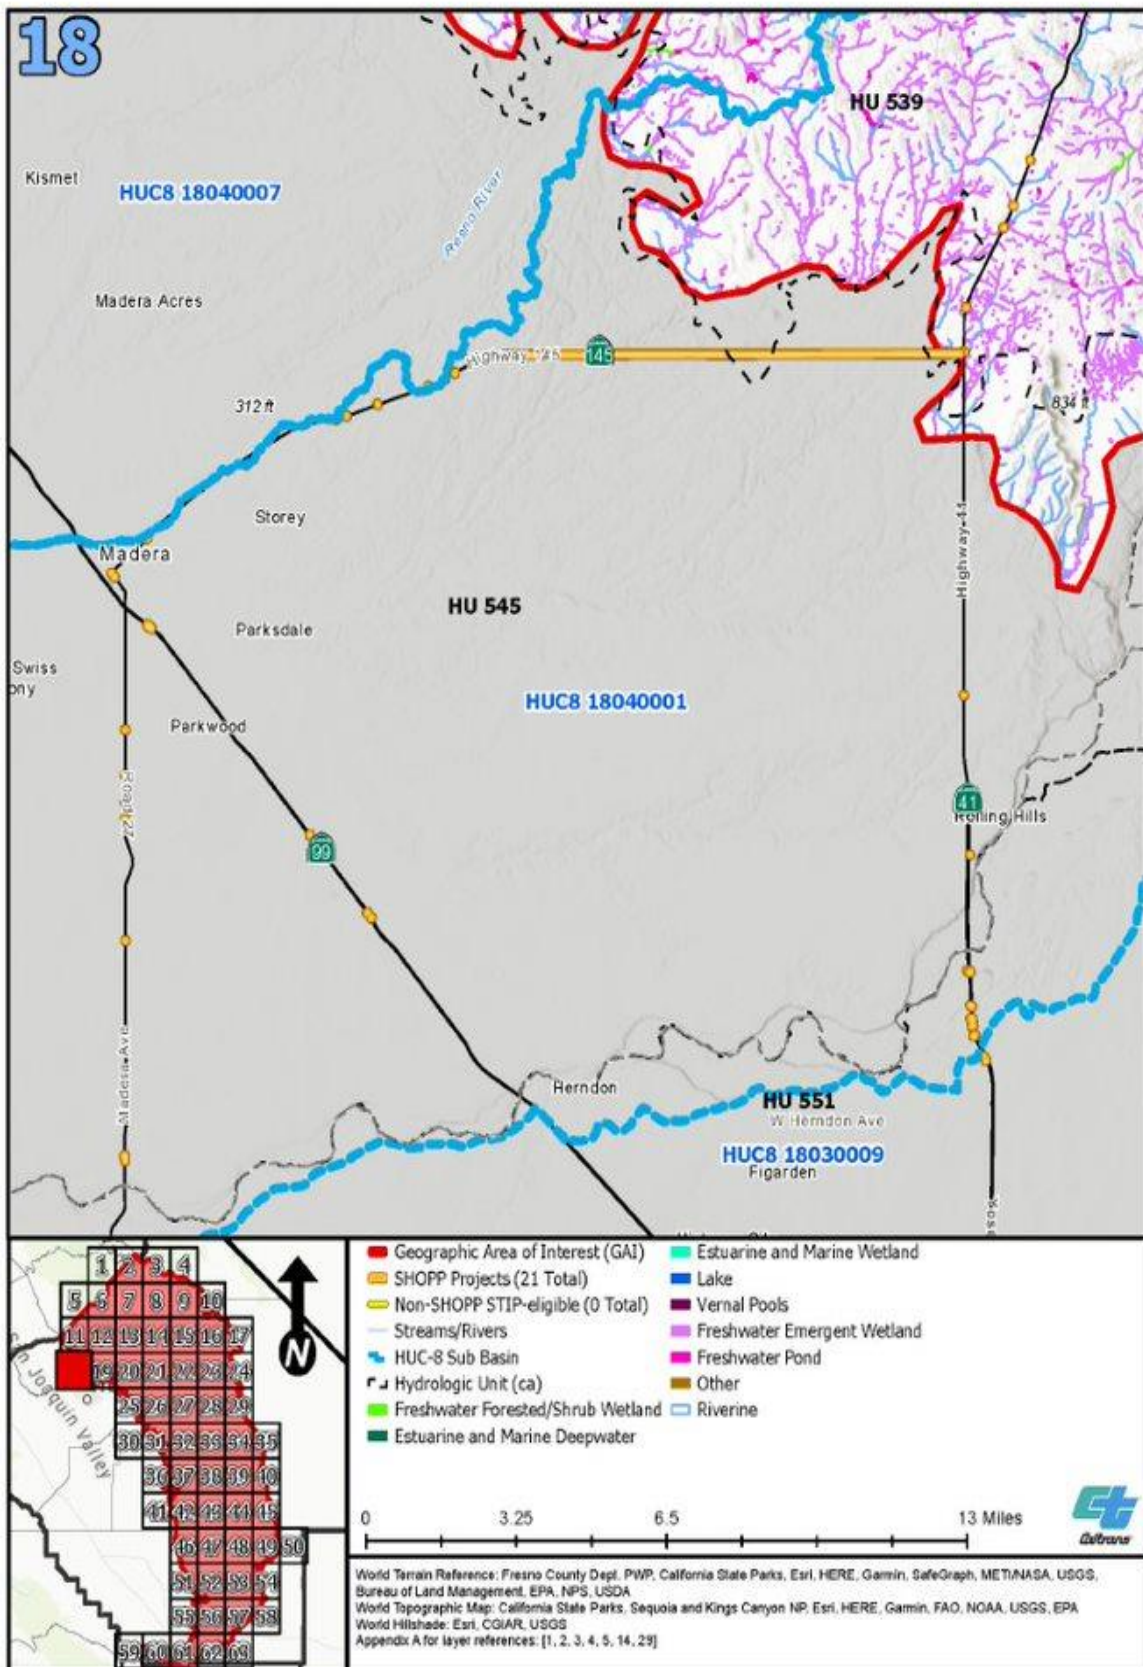 18
HU 539
Kismet
HUC8 18040007
Madera Acres
Highway 145
145
312 ft
834 ft
Storey
Madera
Highway 41
HU 545
Parksdale
Swiss
ony
HUC8 18040001
Parkwood
Road 22
41
Rolling Hills
99
Madera Ave
Herndon
HU 551
W Herndon Ave
HUC8 18030009
Figarden
1 2 3 4
5 6 7 8 9 10
11 12 13 14 15 16 17
19 20 21 22 23 24
25 26 27 28 29
30 31 32 33 34 35
36 37 38 39 40
41 42 43 44 45
46 47 48 49 50
51 52 53 54
55 56 57 58
59 60 61 62 63
Joaquin Valley
N
Geographic Area of Interest (GAI)
SHOPP Projects (21 Total)
Non-SHOPP STIP-eligible (0 Total)
Streams/Rivers
HUC-8 Sub Basin
Hydrologic Unit (ca)
Freshwater Forested/Shrub Wetland
Estuarine and Marine Deepwater
Estuarine and Marine Wetland
Lake
Vernal Pools
Freshwater Emergent Wetland
Freshwater Pond
Other
Riverine
0 3.25 6.5 13 Miles
Caltrans
World Terrain Reference: Fresno County Dept. PWP, California State Parks, Esri, HERE, Garmin, SafeGraph, METI/NASA, USGS,
Bureau of Land Management, EPA, NPS, USDA
World Topographic Map: California State Parks, Sequoia and Kings Canyon NP, Esri, HERE, Garmin, FAO, NOAA, USGS, EPA
World Hillshade: Esri, CGIAR, USGS
Appendix A for layer references: [1, 2, 3, 4, 5, 14, 29]